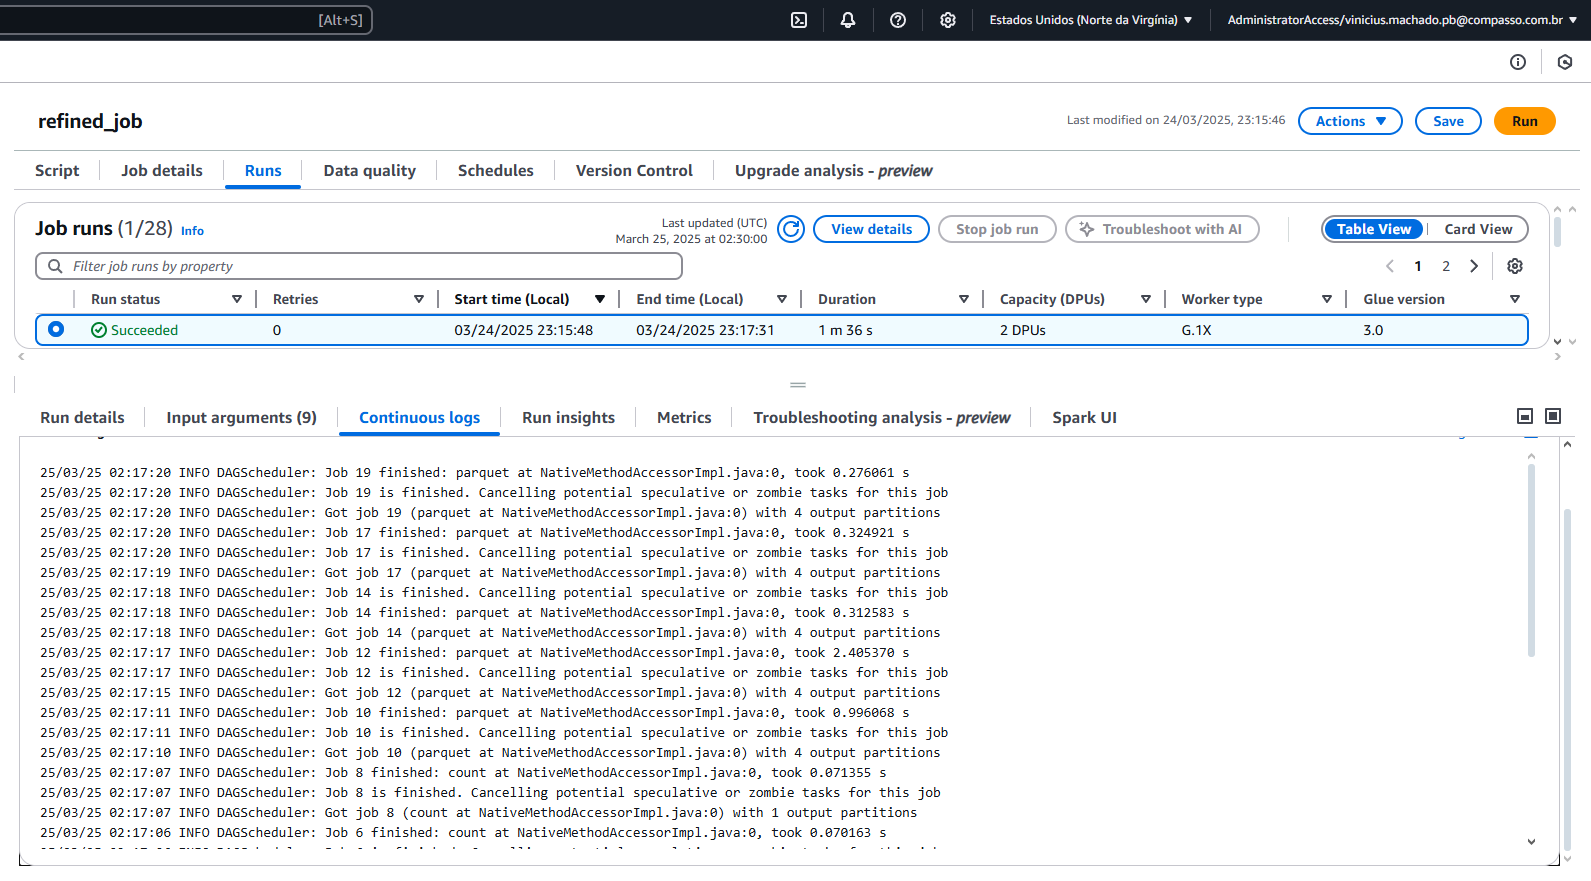 [Alt+S] Estados Unidos (Norte da Virgínia) AdministratorAccess/vinicius.machado.pb@compasso.com.br
refined_job Last modified on 24/03/2025, 23:15:46 Actions Save Run
Script Job details Runs Data quality Schedules Version Control Upgrade analysis - preview
Job runs (1/28) Info Last updated (UTC) March 25, 2025 at 02:30:00 View details Stop job run Troubleshoot with AI Table View Card View
Filter job runs by property 1 2
Run status Retries Start time (Local) End time (Local) Duration Capacity (DPUs) Worker type Glue version
Succeeded 0 03/24/2025 23:15:48 03/24/2025 23:17:31 1 m 36 s 2 DPUs G.1X 3.0
Run details Input arguments (9) Continuous logs Run insights Metrics Troubleshooting analysis - preview Spark UI
25/03/25 02:17:20 INFO DAGScheduler: Job 19 finished: parquet at NativeMethodAccessorImpl.java:0, took 0.276061 s
25/03/25 02:17:20 INFO DAGScheduler: Job 19 is finished. Cancelling potential speculative or zombie tasks for this job
25/03/25 02:17:20 INFO DAGScheduler: Got job 19 (parquet at NativeMethodAccessorImpl.java:0) with 4 output partitions
25/03/25 02:17:20 INFO DAGScheduler: Job 17 finished: parquet at NativeMethodAccessorImpl.java:0, took 0.324921 s
25/03/25 02:17:20 INFO DAGScheduler: Job 17 is finished. Cancelling potential speculative or zombie tasks for this job
25/03/25 02:17:19 INFO DAGScheduler: Got job 17 (parquet at NativeMethodAccessorImpl.java:0) with 4 output partitions
25/03/25 02:17:18 INFO DAGScheduler: Job 14 is finished. Cancelling potential speculative or zombie tasks for this job
25/03/25 02:17:18 INFO DAGScheduler: Job 14 finished: parquet at NativeMethodAccessorImpl.java:0, took 0.312583 s
25/03/25 02:17:18 INFO DAGScheduler: Got job 14 (parquet at NativeMethodAccessorImpl.java:0) with 4 output partitions
25/03/25 02:17:17 INFO DAGScheduler: Job 12 finished: parquet at NativeMethodAccessorImpl.java:0, took 2.405370 s
25/03/25 02:17:17 INFO DAGScheduler: Job 12 is finished. Cancelling potential speculative or zombie tasks for this job
25/03/25 02:17:15 INFO DAGScheduler: Got job 12 (parquet at NativeMethodAccessorImpl.java:0) with 4 output partitions
25/03/25 02:17:11 INFO DAGScheduler: Job 10 finished: parquet at NativeMethodAccessorImpl.java:0, took 0.996068 s
25/03/25 02:17:11 INFO DAGScheduler: Job 10 is finished. Cancelling potential speculative or zombie tasks for this job
25/03/25 02:17:10 INFO DAGScheduler: Got job 10 (parquet at NativeMethodAccessorImpl.java:0) with 4 output partitions
25/03/25 02:17:07 INFO DAGScheduler: Job 8 finished: count at NativeMethodAccessorImpl.java:0, took 0.071355 s
25/03/25 02:17:07 INFO DAGScheduler: Job 8 is finished. Cancelling potential speculative or zombie tasks for this job
25/03/25 02:17:07 INFO DAGScheduler: Got job 8 (count at NativeMethodAccessorImpl.java:0) with 1 output partitions
25/03/25 02:17:06 INFO DAGScheduler: Job 6 finished: count at NativeMethodAccessorImpl.java:0, took 0.070163 s